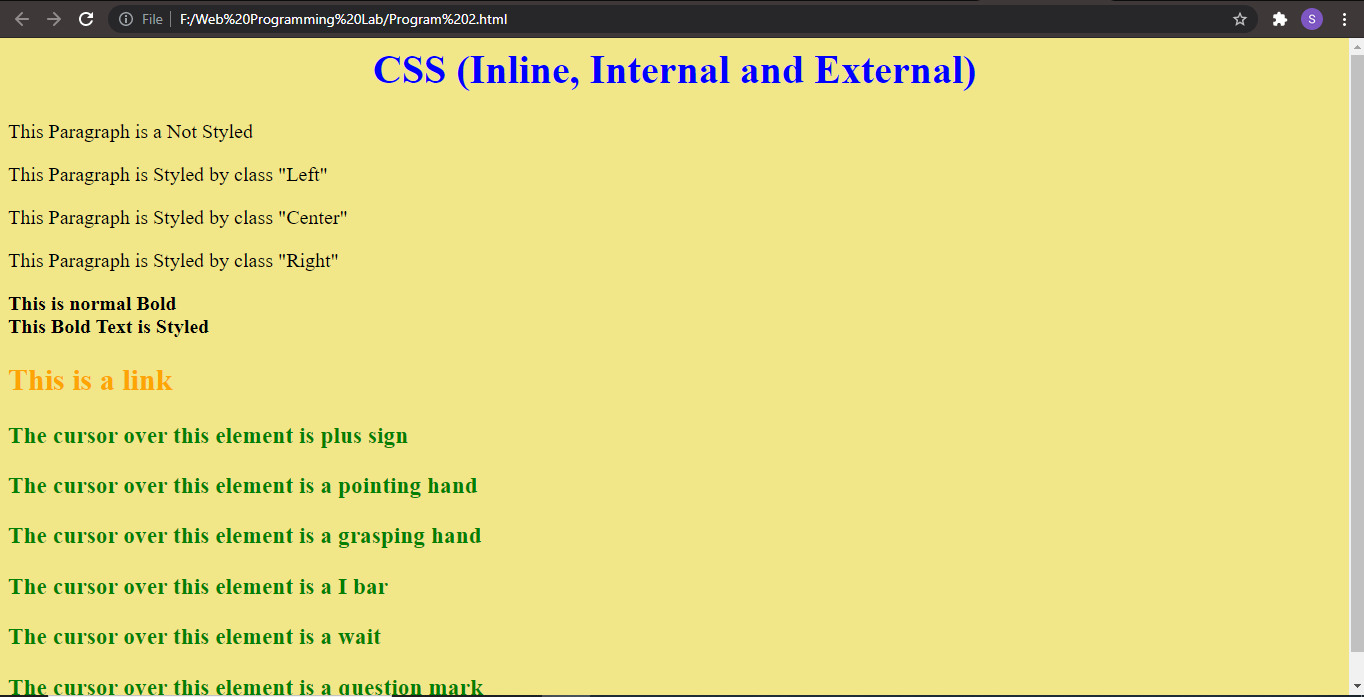 File F:/Web%20Programming%20Lab/Program%202.html S
CSS (Inline, Internal and External)
This Paragraph is a Not Styled
This Paragraph is Styled by class "Left"
This Paragraph is Styled by class "Center"
This Paragraph is Styled by class "Right"
This is normal Bold
This Bold Text is Styled
This is a link
The cursor over this element is plus sign
The cursor over this element is a pointing hand
The cursor over this element is a grasping hand
The cursor over this element is a I bar
The cursor over this element is a wait
The cursor over this element is a question mark